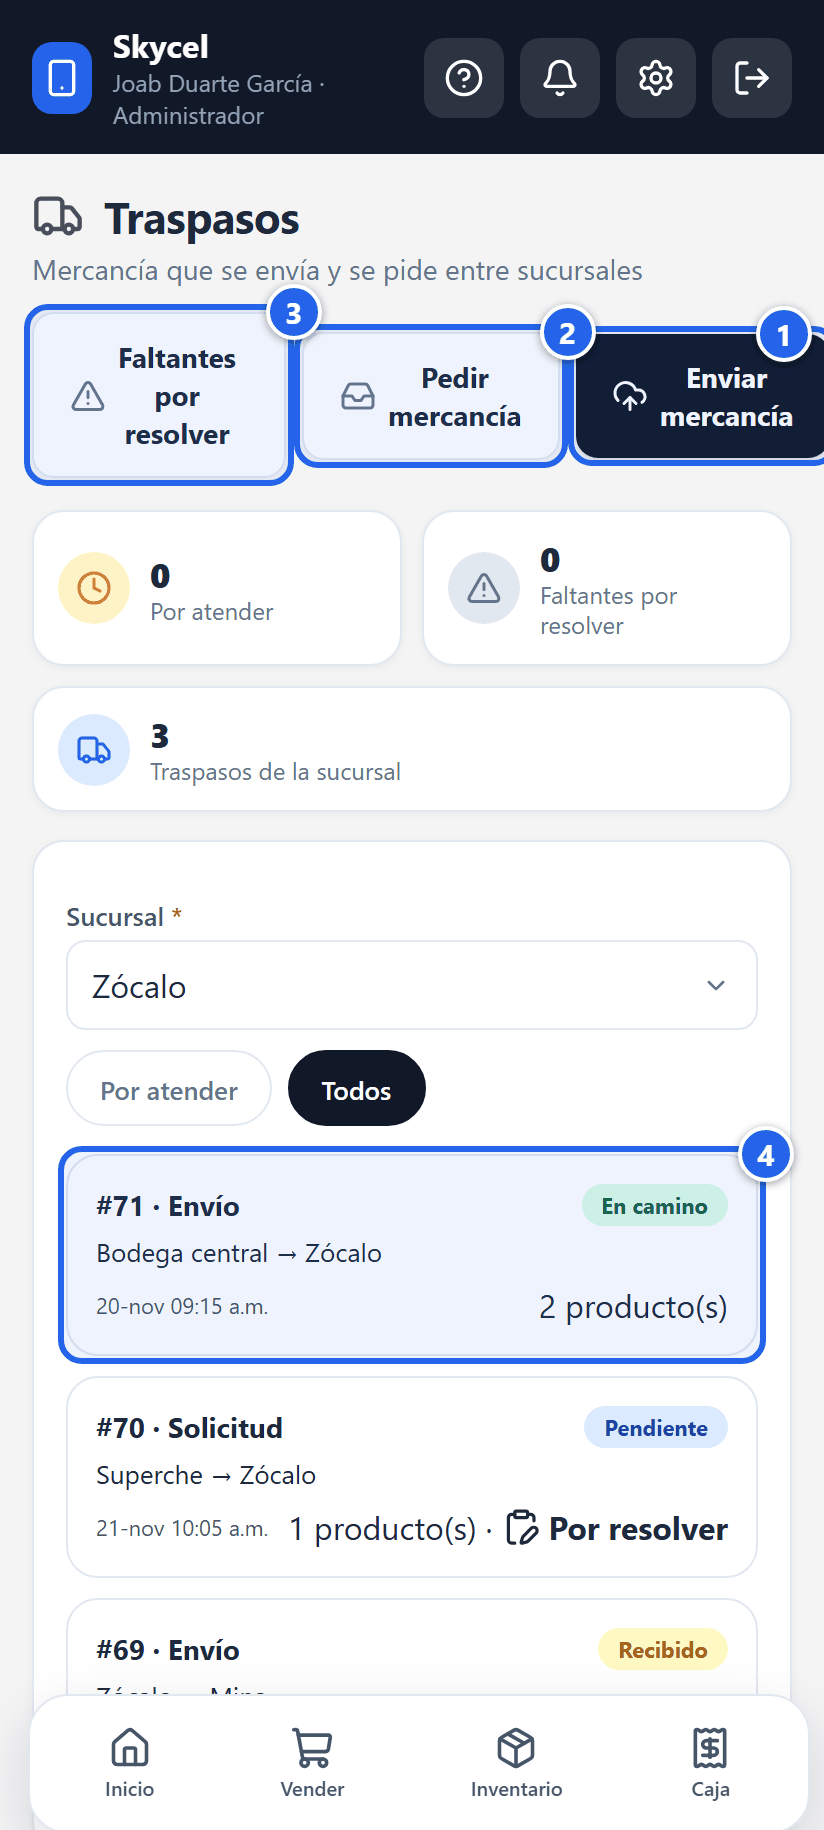 Skycel
Joab Duarte García ·
Administrador
Traspasos
Mercancía que se envía y se pide entre sucursales
3
Faltantes
por
resolver
2
Pedir
mercancía
1
Enviar
mercancía
0
Por atender
0
Faltantes por
resolver
3
Traspasos de la sucursal
Sucursal *
Zócalo
Por atender
Todos
4
#71 · Envío
En camino
Bodega central → Zócalo
20-nov 09:15 a.m.
2 producto(s)
#70 · Solicitud
Pendiente
Superche → Zócalo
21-nov 10:05 a.m.
1 producto(s) · Por resolver
#69 · Envío
Recibido
Inicio
Vender
Inventario
Caja